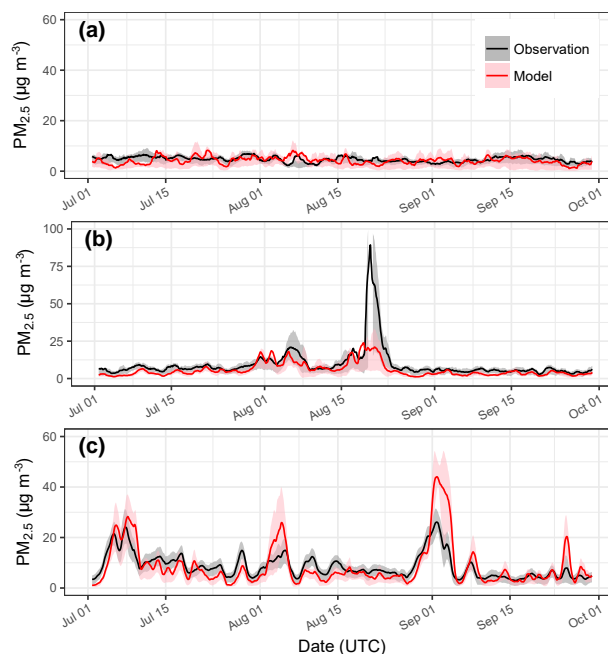 (a)
PM2.5 (µg m-3)
60
40
20
0
Observation
Model
Jul 01
Jul 15
Aug 01
Aug 15
Sep 01
Sep 15
Oct 01
(b)
PM2.5 (µg m-3)
100
75
50
25
0
Jul 01
Jul 15
Aug 01
Aug 15
Sep 01
Sep 15
Oct 01
(c)
PM2.5 (µg m-3)
60
40
20
0
Jul 01
Jul 15
Aug 01
Aug 15
Sep 01
Sep 15
Oct 01
Date (UTC)